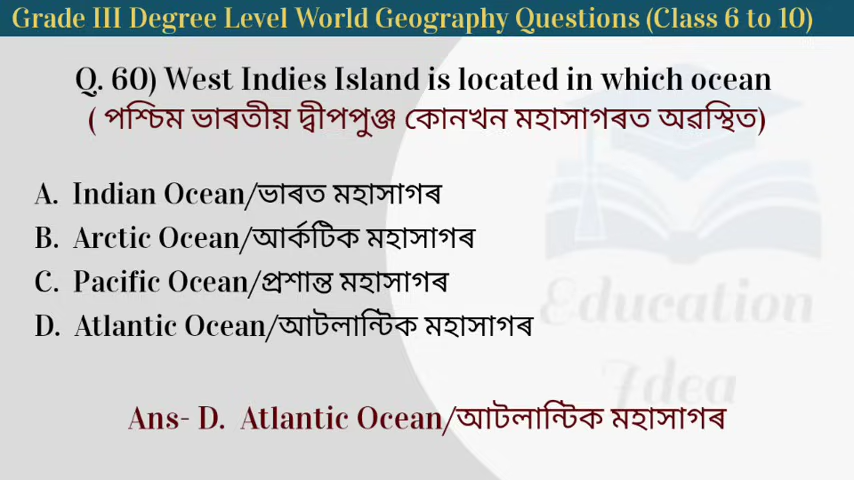 Grade III Degree Level World Geography Questions (Class 6 to 10)
Q. 60) West Indies Island is located in which ocean
( পশ্চিম ভাৰতীয় দ্বীপপুঞ্জ কোনখন মহাসাগৰত অৱস্থিত)
A. Indian Ocean/ভাৰত মহাসাগৰ
B. Arctic Ocean/আৰ্কটিক মহাসাগৰ
C. Pacific Ocean/প্ৰশান্ত মহাসাগৰ
D. Atlantic Ocean/আটলান্টিক মহাসাগৰ
Education
Idea
Ans- D. Atlantic Ocean/আটলান্টিক মহাসাগৰ